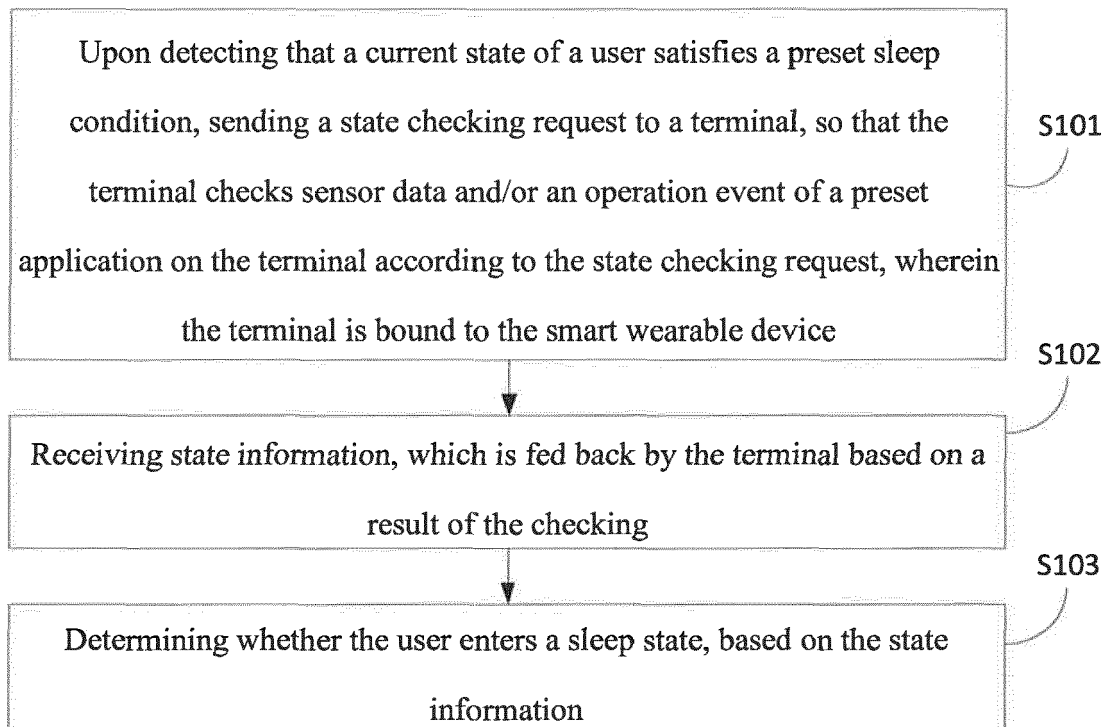 Upon detecting that a current state of a user satisfies a preset sleep
condition, sending a state checking request to a terminal, so that the
S101
terminal checks sensor data and/or an operation event of a preset
application on the terminal according to the state checking request, wherein
the terminal is bound to the smart wearable device
S102
Receiving state information, which is fed back by the terminal based on a
result of the checking
S103
Determining whether the user enters a sleep state, based on the state
information